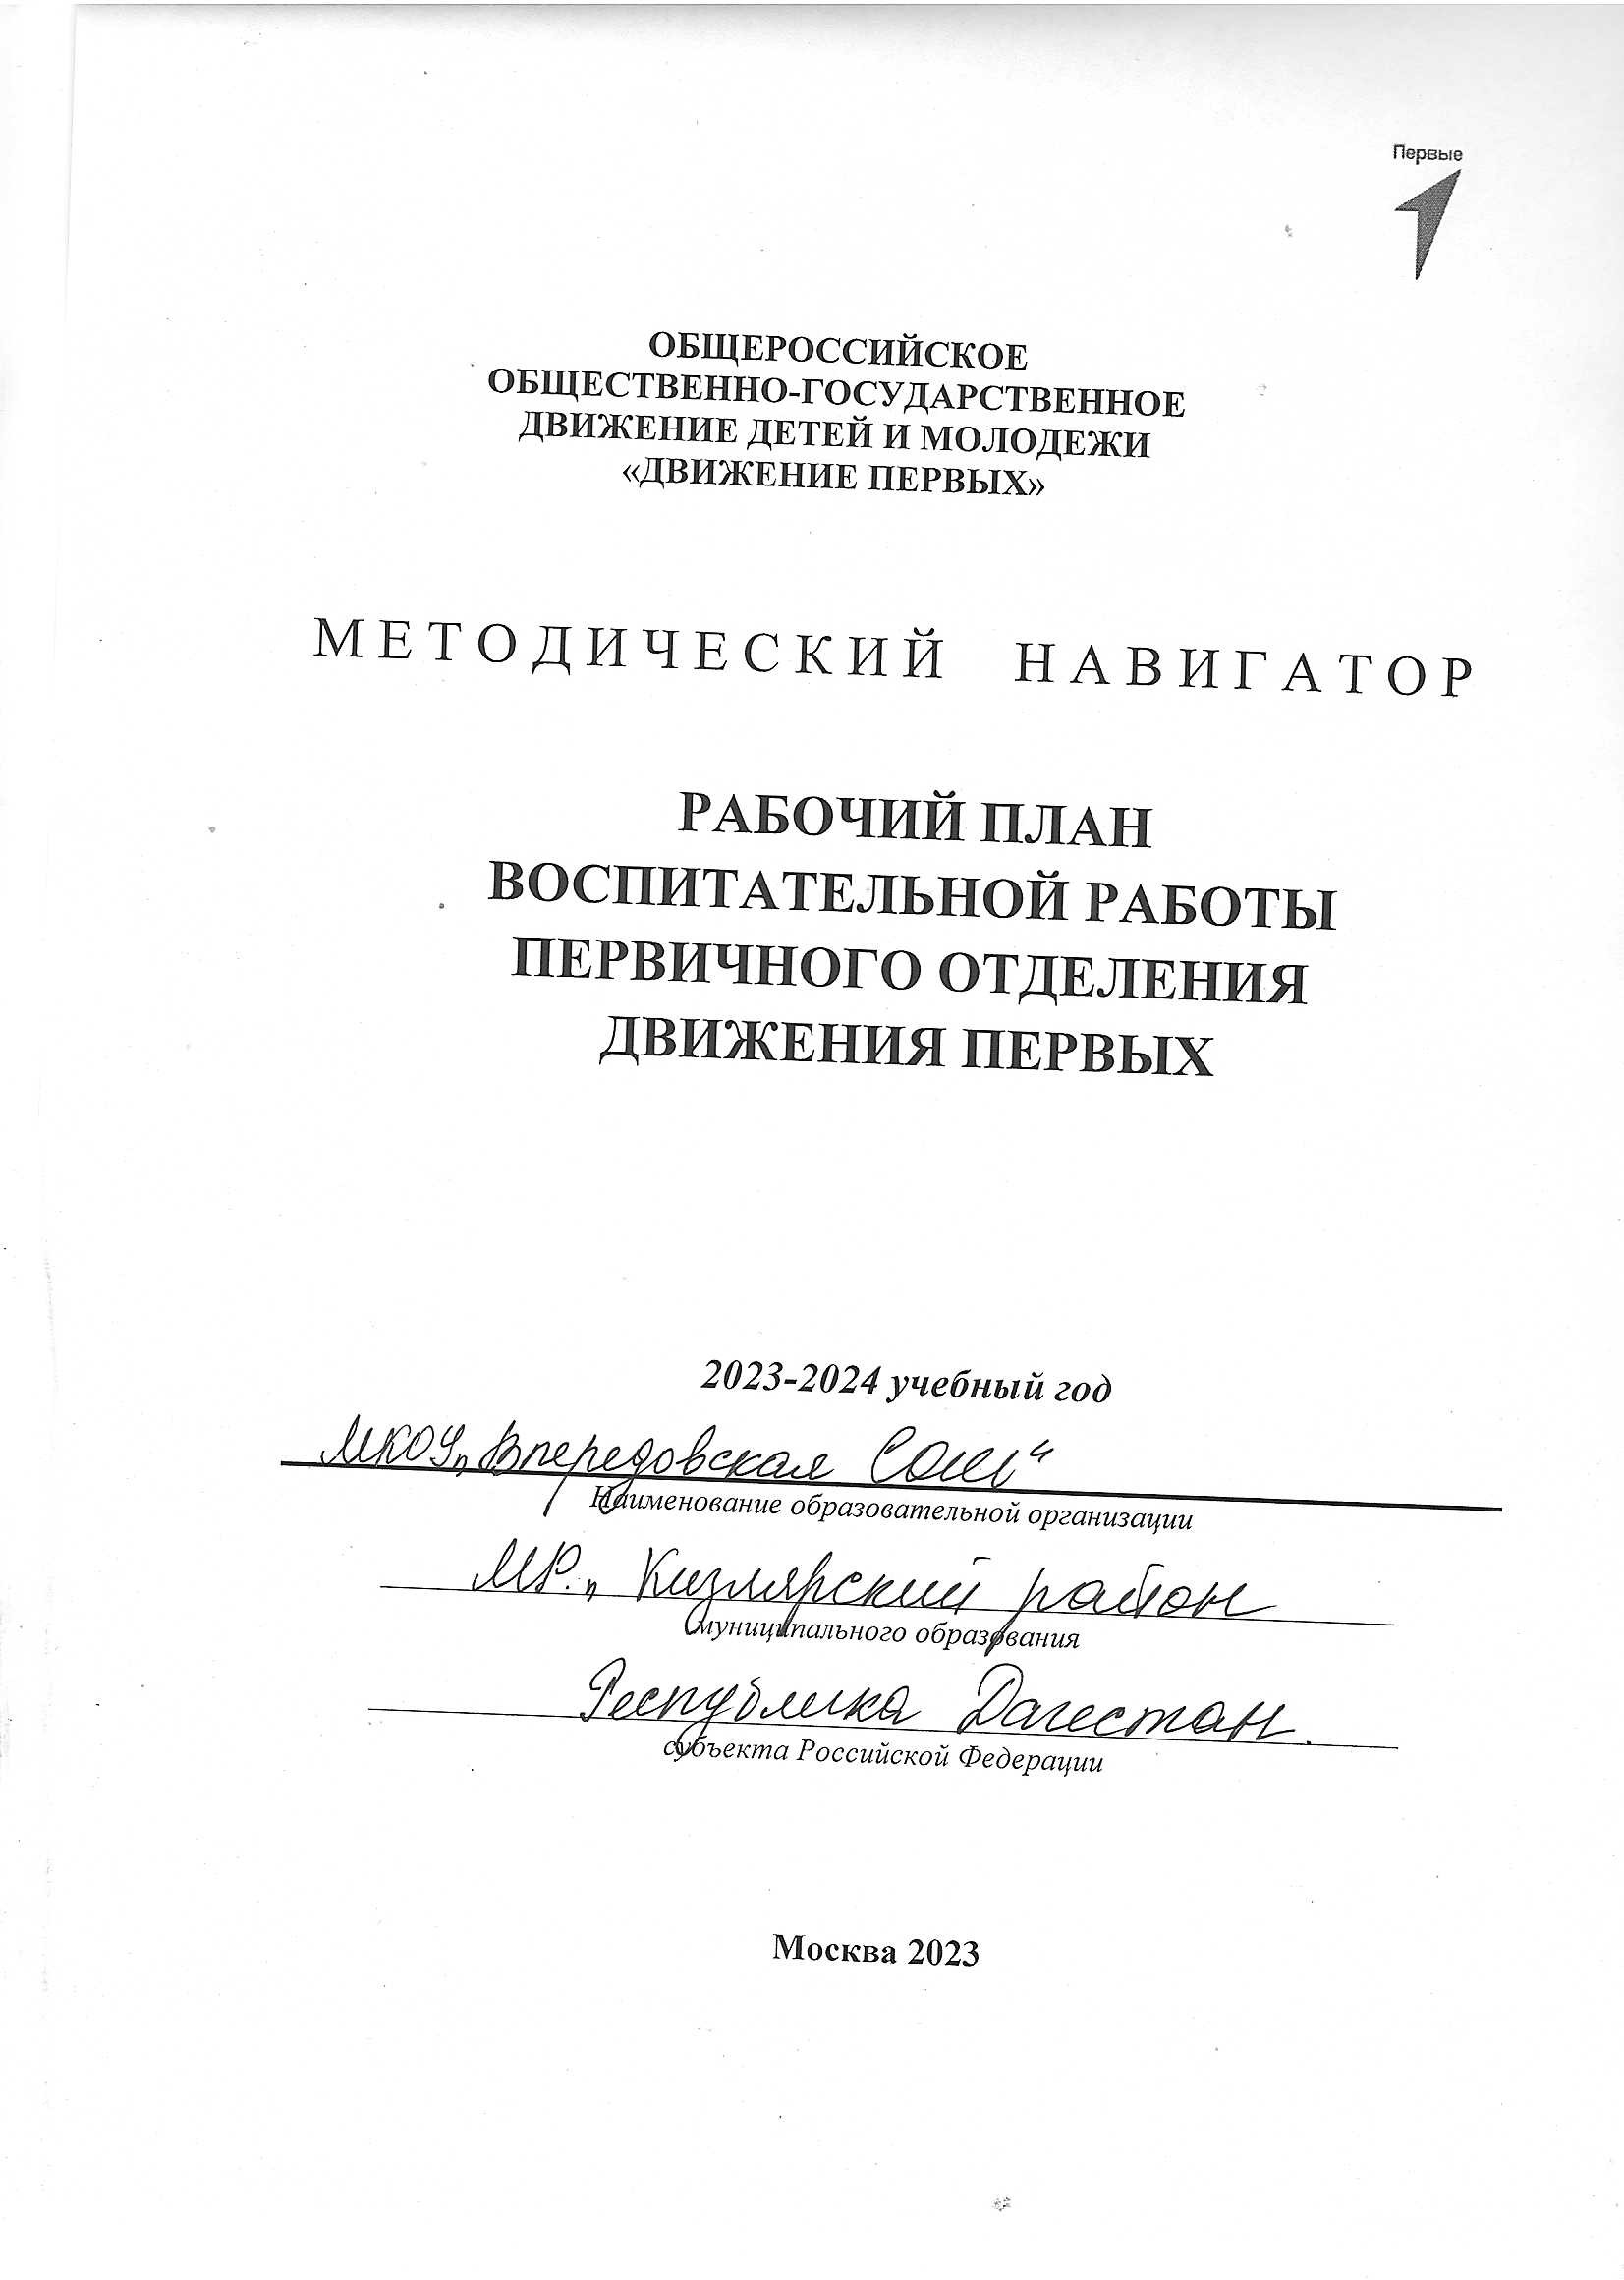 Первые
ОБЩЕРОССИЙСКОЕ
ОБЩЕСТВЕННО-ГОСУДАРСТВЕННОЕ
ДВИЖЕНИЕ ДЕТЕЙ И МОЛОДЕЖИ
«ДВИЖЕНИЕ ПЕРВЫХ»
МЕТОДИЧЕСКИЙ НАВИГАТОР
РАБОЧИЙ ПЛАН
ВОСПИТАТЕЛЬНОЙ РАБОТЫ
ПЕРВИЧНОГО ОТДЕЛЕНИЯ
ДВИЖЕНИЯ ПЕРВЫХ
2023-2024 учебный год
МКОУ „Впередовская СОШ“
Наименование образовательной организации
МР. „Кизлярский район
муниципального образования
Республика Дагестан.
субъекта Российской Федерации
Москва 2023